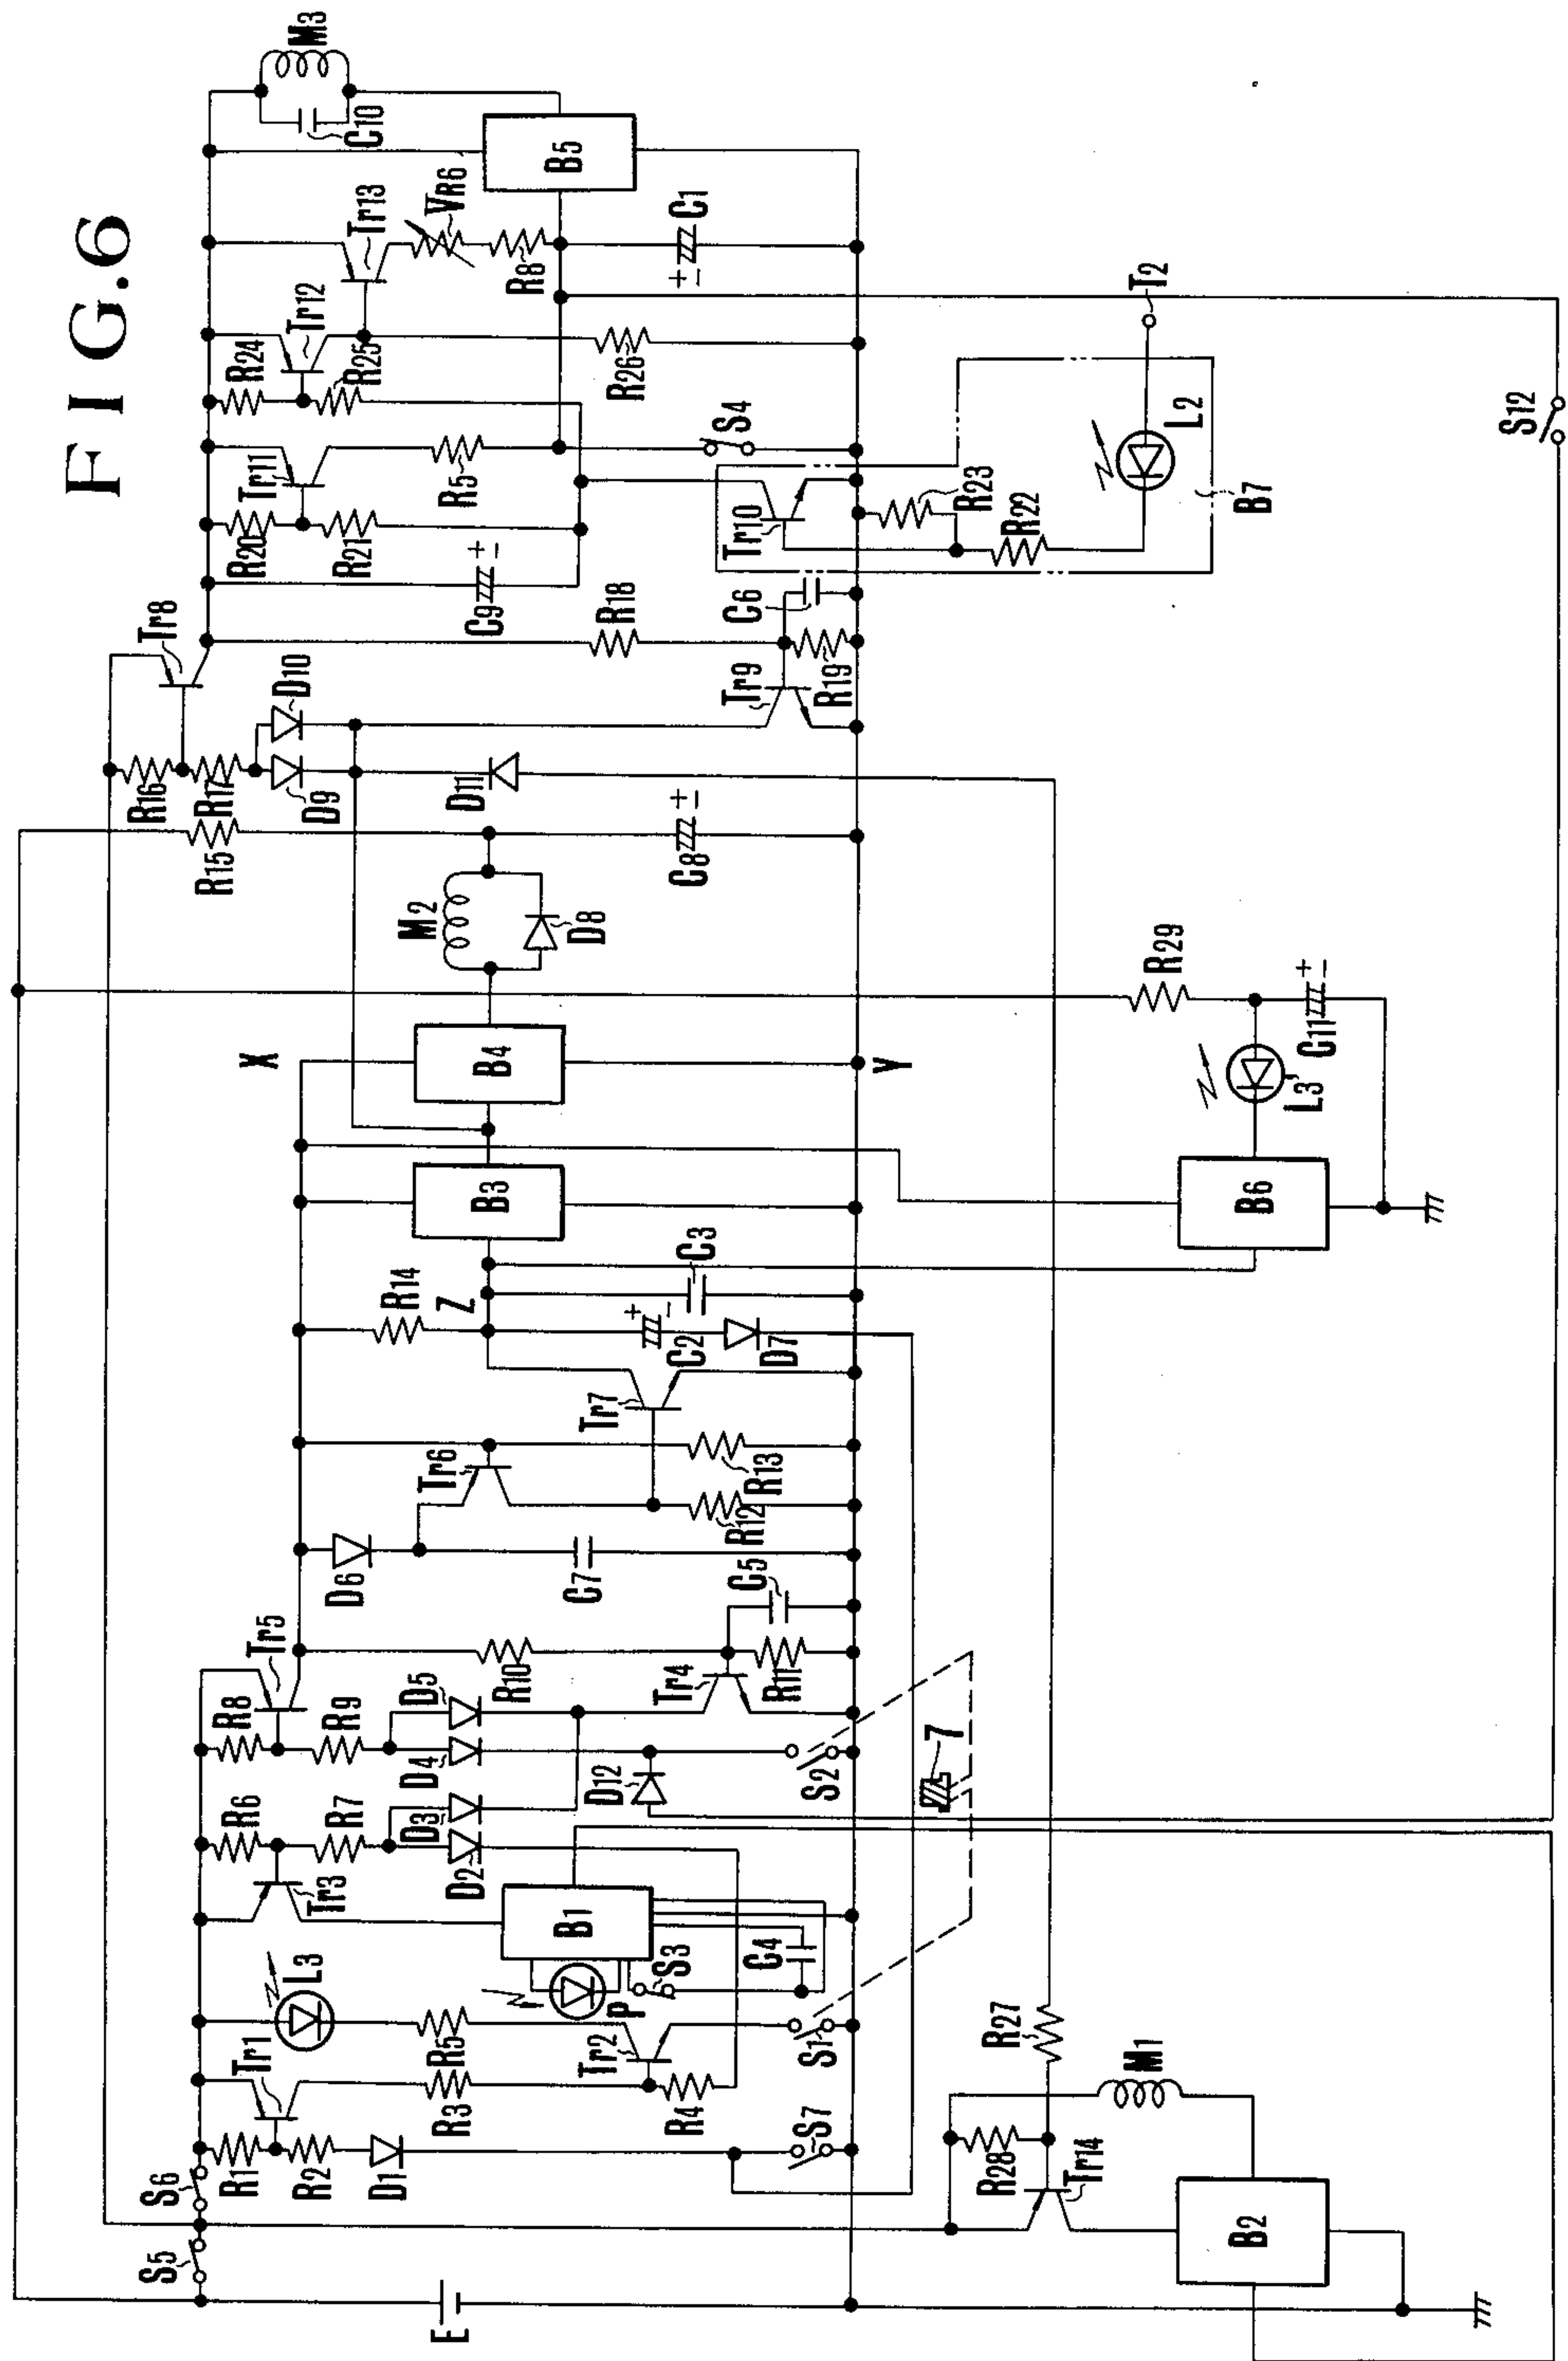 FIG.6
E
S5
S6
R1
R2
D1
S7
Tr1
R3
R4
L3
R5
Tr2
S1
P
S3
C4
B1
Tr3
R6
R7
D2
D3
D12
S2
7
R8
R9
D4
D5
Tr5
R10
Tr4
R11
C5
D6
C7
Tr6
R12
R13
Tr7
R14
Z
C2
+
-
D7
C3
B3
X
B4
Y
M2
D8
R15
C8
+
-
R16
R17
D9
D10
D11
Tr8
Tr9
R18
R19
C6
C9
+
-
R20
R21
Tr11
R5
S4
Tr10
R23
R22
L2
B7
T2
R24
R25
Tr12
R26
Tr13
VR6
R8
C1
+
-
B5
C10
M3
S12
R29
C11
+
-
L3
B6
R27
R28
M1
Tr14
B2